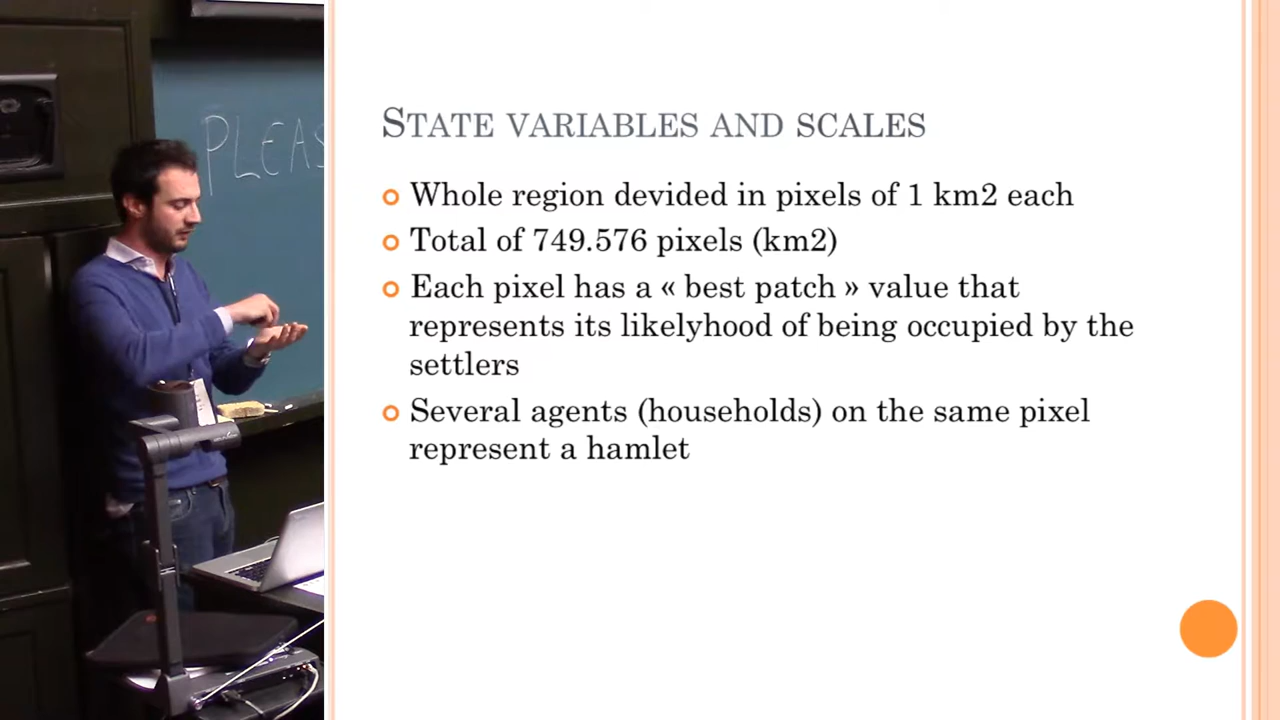 PLEAS
STATE VARIABLES AND SCALES
Whole region devided in pixels of 1 km2 each
Total of 749.576 pixels (km2)
Each pixel has a « best patch » value that
represents its likelyhood of being occupied by the
settlers
Several agents (households) on the same pixel
represent a hamlet